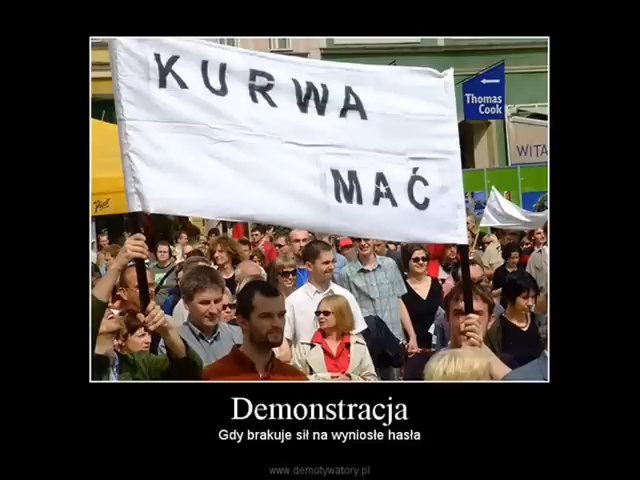 KURWA
MAĆ
Thomas
Cook
WITA
Demonstracja
Gdy brakuje sił na wyniosłe hasła
www.demotywatory.pl